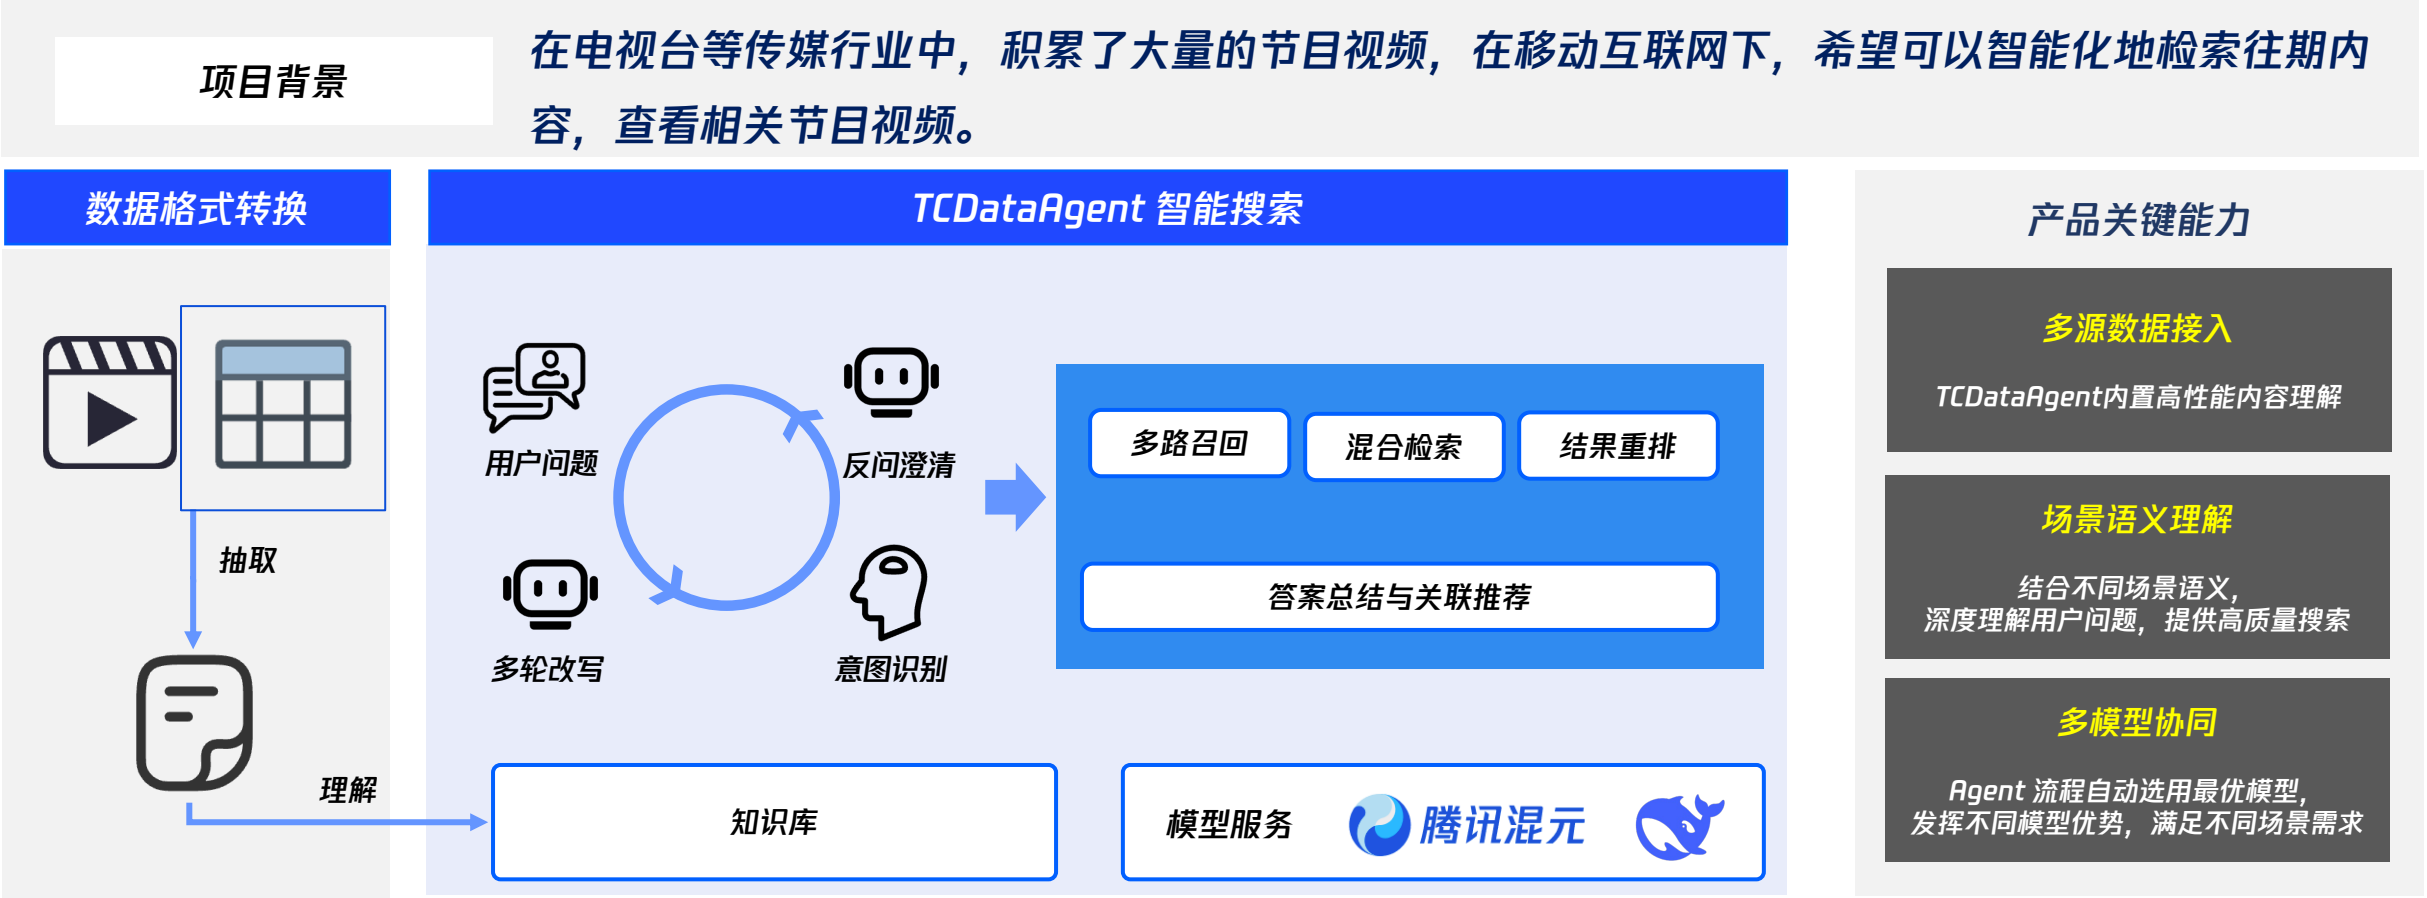 项目背景
在电视台等传媒行业中，积累了大量的节目视频，在移动互联网下，希望可以智能化地检索往期内
容，查看相关节目视频。
数据格式转换
抽取
理解
TCDataAgent 智能搜索
用户问题
反问澄清
多轮改写
意图识别
多路召回
混合检索
结果重排
答案总结与关联推荐
知识库
模型服务
腾讯混元
产品关键能力
多源数据接入
TCDataAgent内置高性能内容理解
场景语义理解
结合不同场景语义，
深度理解用户问题，提供高质量搜索
多模型协同
Agent 流程自动选用最优模型，
发挥不同模型优势，满足不同场景需求